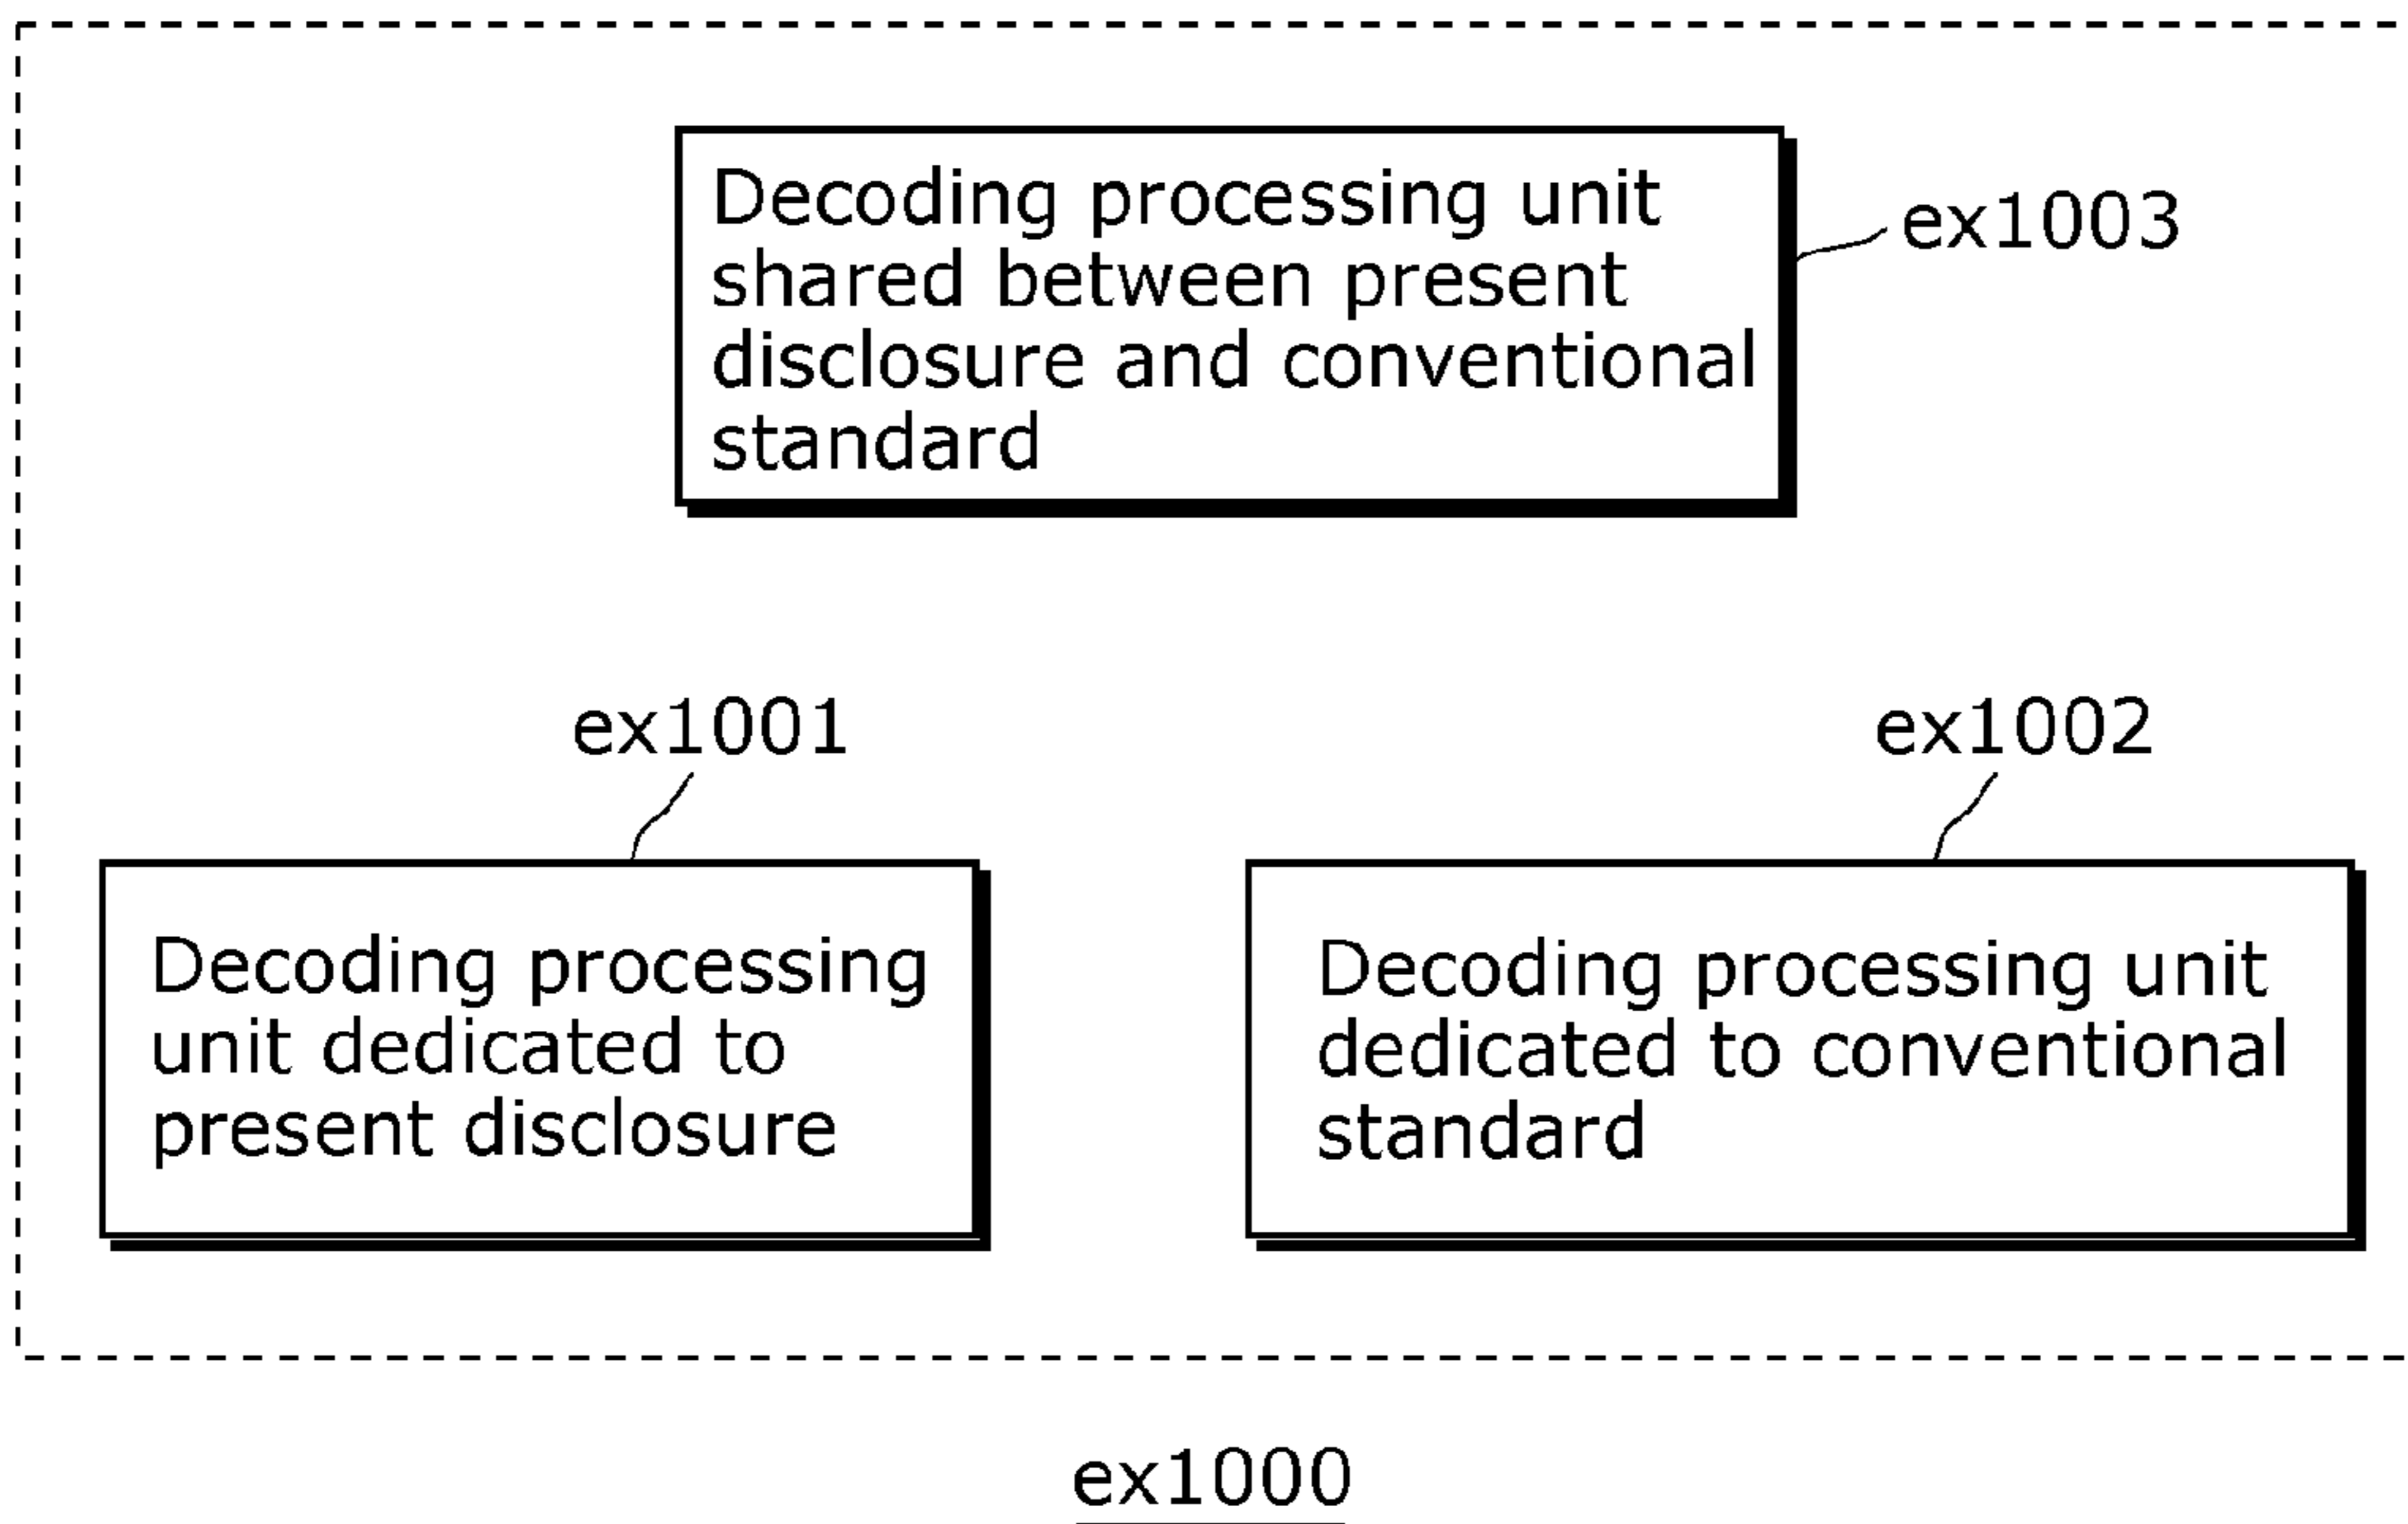 Decoding processing unit
shared between present
disclosure and conventional
standard
ex1003
ex1001
ex1002
Decoding processing
unit dedicated to
present disclosure
Decoding processing unit
dedicated to conventional
standard
ex1000